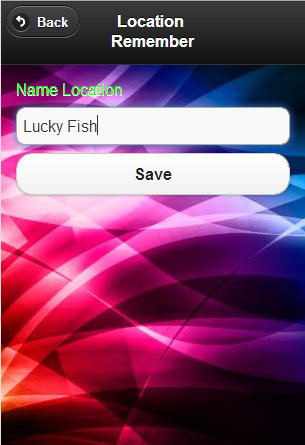 Back
Location
Remember
Name Location
Lucky Fish
Save